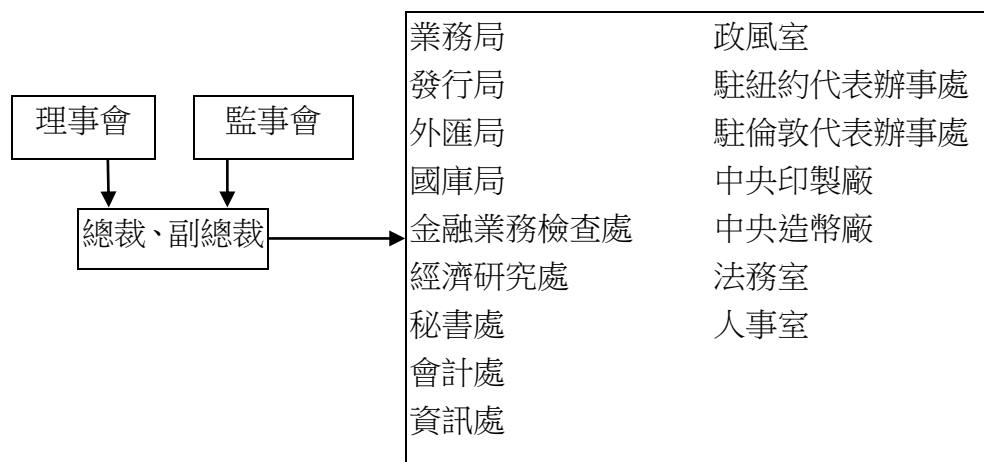 理事會
監事會
總裁、副總裁
業務局
發行局
外匯局
國庫局
金融業務檢查處
經濟研究處
秘書處
會計處
資訊處
政風室
駐紐約代表辦事處
駐倫敦代表辦事處
中央印製廠
中央造幣廠
法務室
人事室